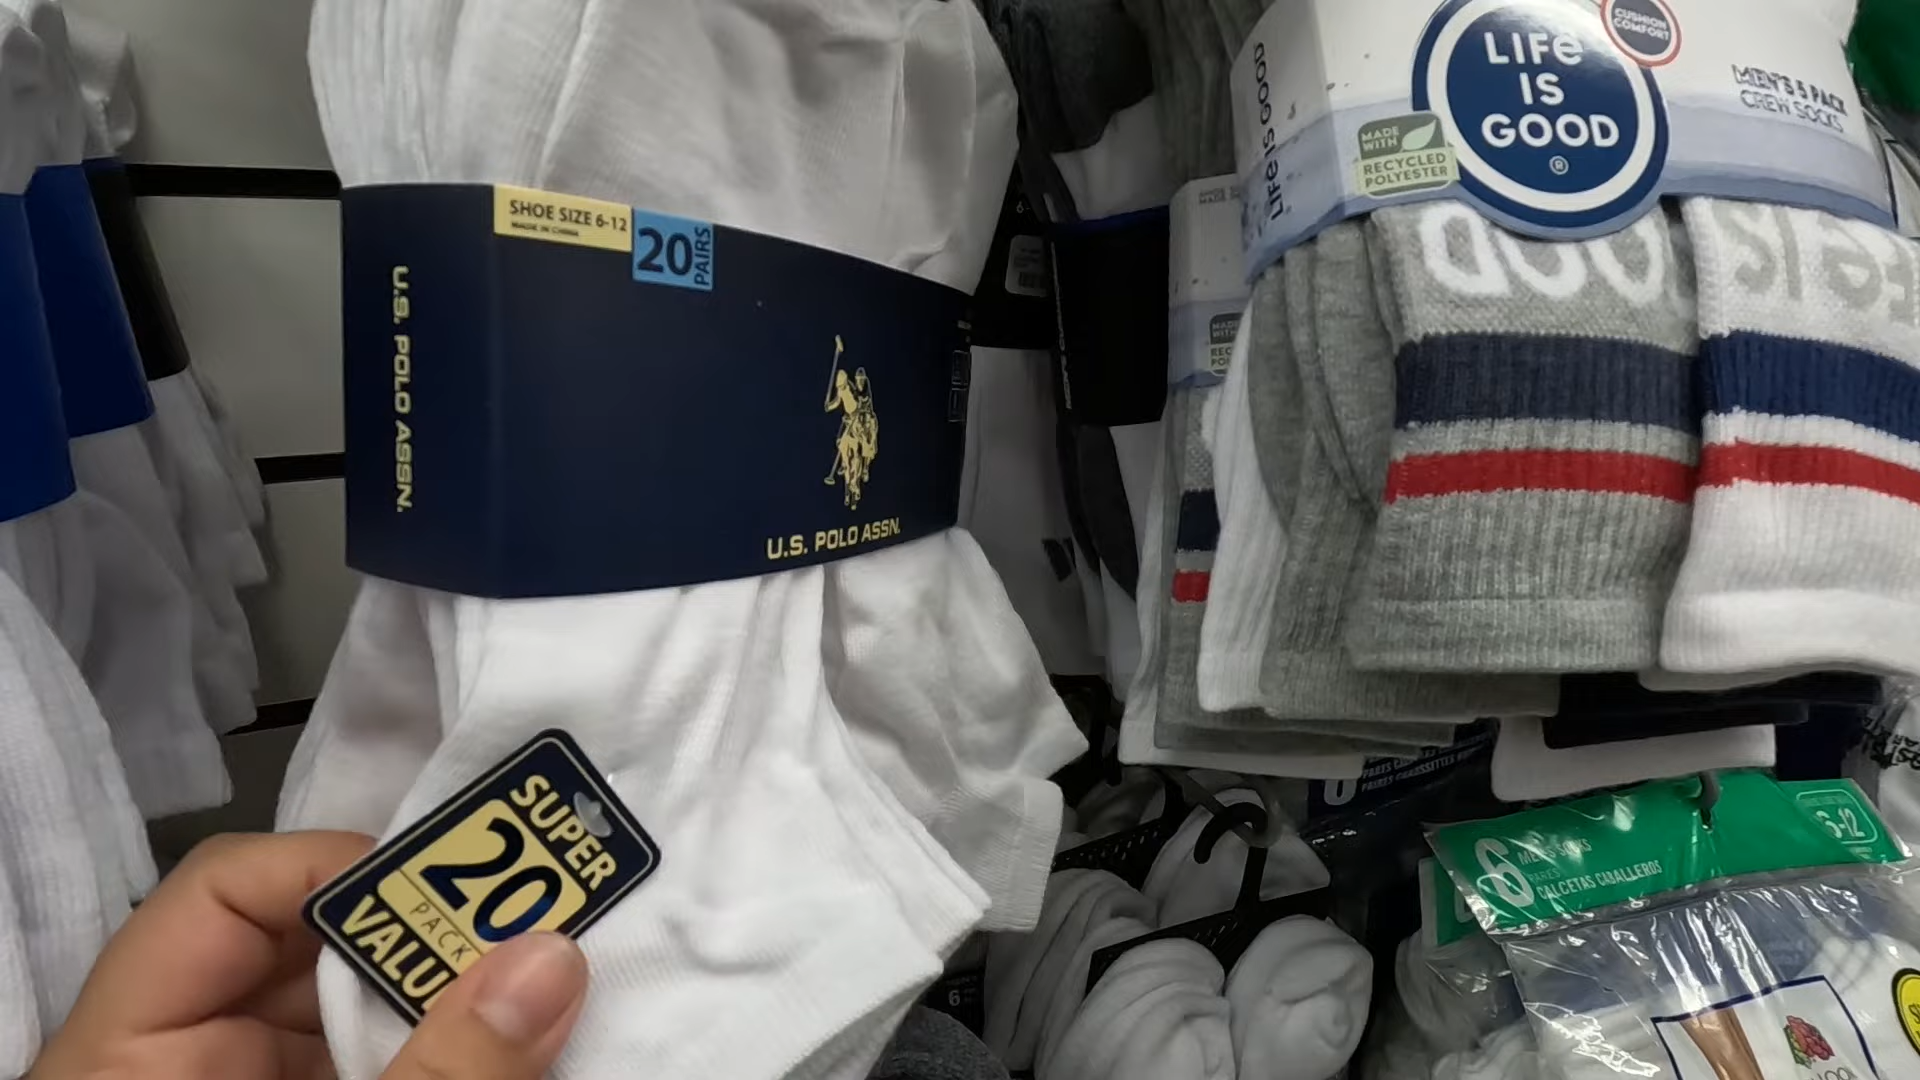 SHOE SIZE 6-12
MADE IN CHINA
20 PAIRS
U.S. POLO ASSN.
U.S. POLO ASSN.
SUPER
20
PACK
VALU
LIFE IS GOOD
MADE
WITH
RECYCLED
POLYESTER
LIFe
IS
GOOD
®
CUSHION
COMFORT
MEN'S 5 PACK
CREW SOCKS
6
MEN'S SOCKS
PARES
CALCETAS CABALLEROS
6-12
6